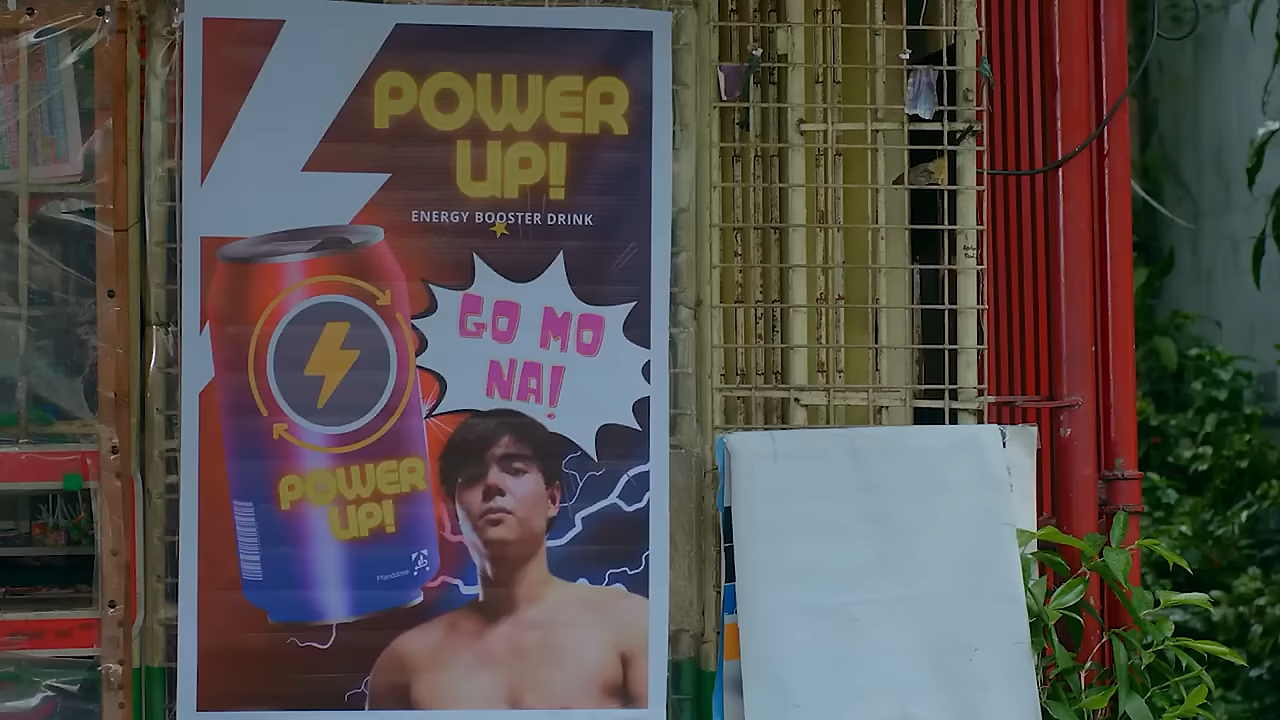 POWER
UP!
ENERGY BOOSTER DRINK
GO MO
NA!
POWER
UP!